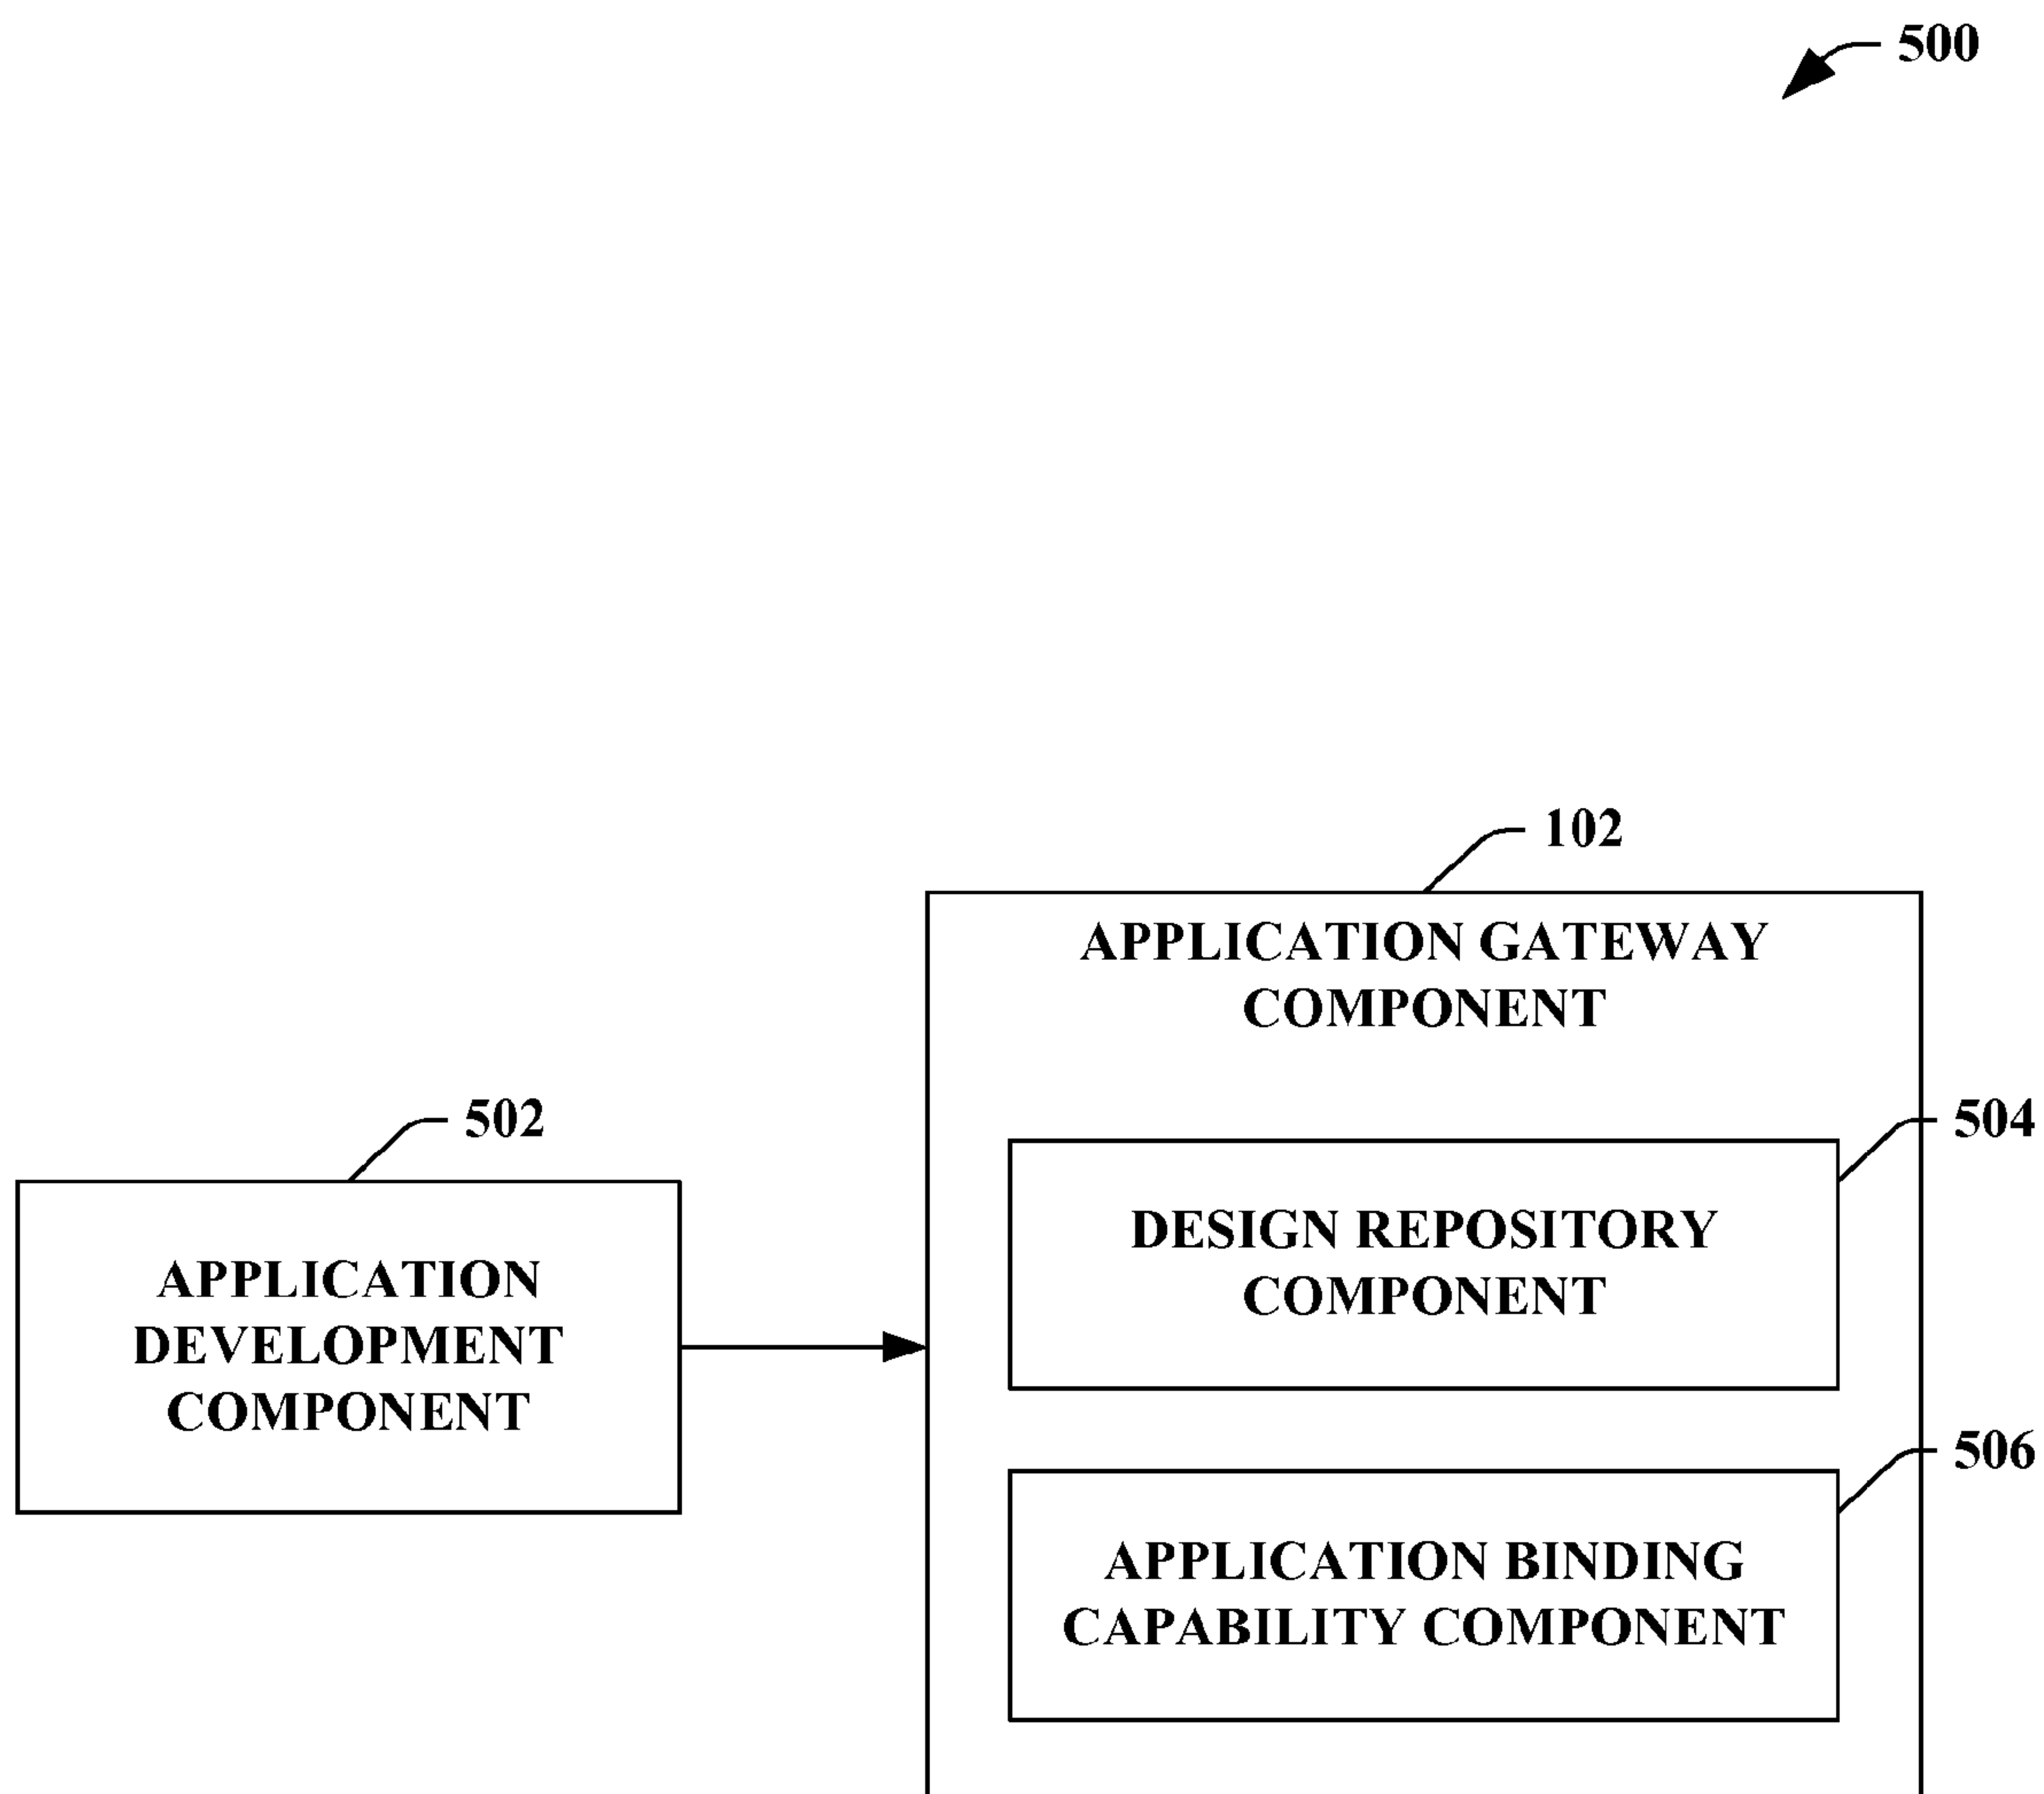 500
102
APPLICATION GATEWAY
COMPONENT
502
504
DESIGN REPOSITORY
COMPONENT
APPLICATION
DEVELOPMENT
COMPONENT
506
APPLICATION BINDING
CAPABILITY COMPONENT